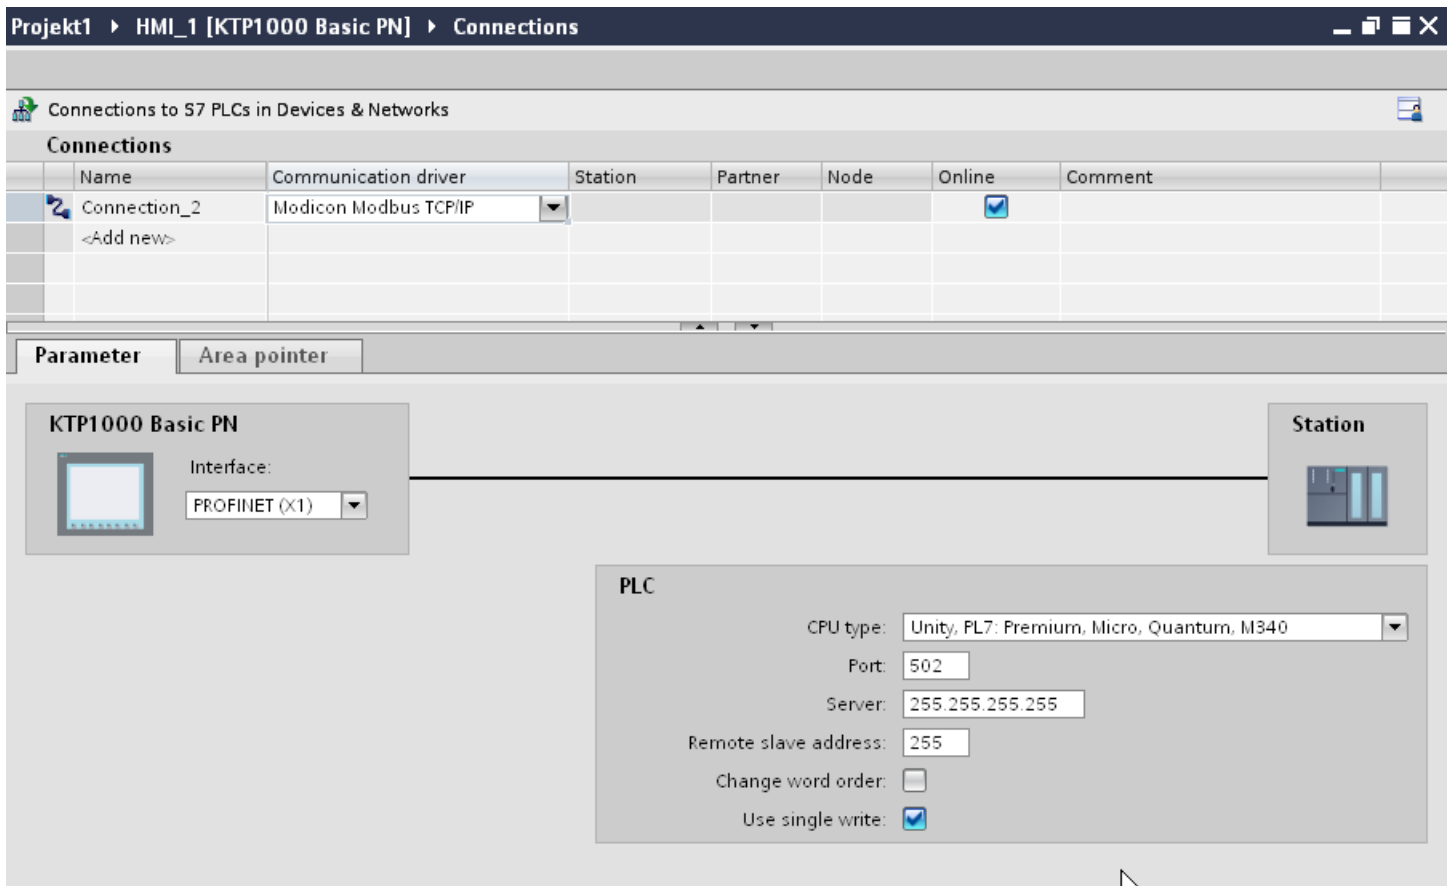 Projekt1 ▸ HMI_1 [KTP1000 Basic PN] ▸ Connections
Connections to S7 PLCs in Devices & Networks
Connections
Name Communication driver Station Partner Node Online Comment
Connection_2 Modicon Modbus TCP/IP
<Add new>
Parameter Area pointer
KTP1000 Basic PN
Interface:
PROFINET (X1)
Station
PLC
CPU type: Unity, PL7: Premium, Micro, Quantum, M340
Port: 502
Server: 255.255.255.255
Remote slave address: 255
Change word order:
Use single write: